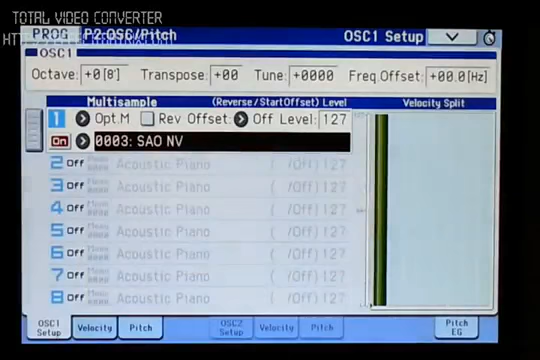 TOTAL VIDEO CONVERTER
PROG P2:OSC/Pitch OSC1 Setup
OSC1
Octave: +0[8'] Transpose: +00 Tune: +0000 Freq.Offset: +00.0[Hz]
Multisample (Reverse/StartOffset) Level Velocity Split
1 Opt.M Rev Offset: Off Level: 127
On 0003: SAO NV
2 Off Acoustic Piano ( /Off) 127
3 Off Acoustic Piano ( /Off) 127
4 Off Acoustic Piano ( /Off) 127
5 Off Acoustic Piano ( /Off) 127
6 Off Acoustic Piano ( /Off) 127
7 Off Acoustic Piano ( /Off) 127
8 Off Acoustic Piano ( /Off) 127
OSC1 Setup Velocity Pitch OSC2 Setup Velocity Pitch Pitch EG